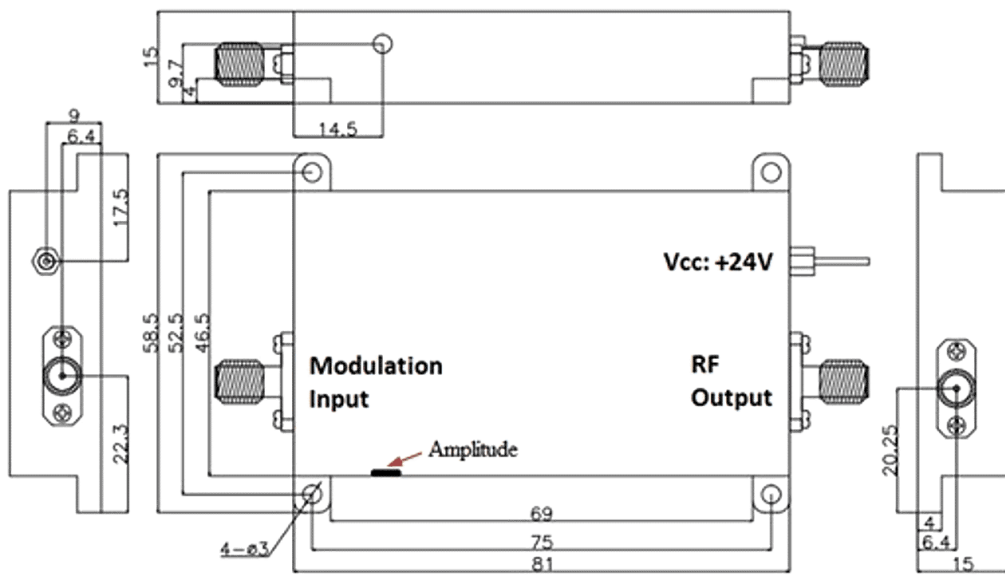 15
9.7
4
14.5
9
6.4
17.5
22.3
58.5
52.5
46.5
Vcc: +24V
Modulation
Input
RF
Output
Amplitude
4-ø3
69
75
81
20.25
4
6.4
15